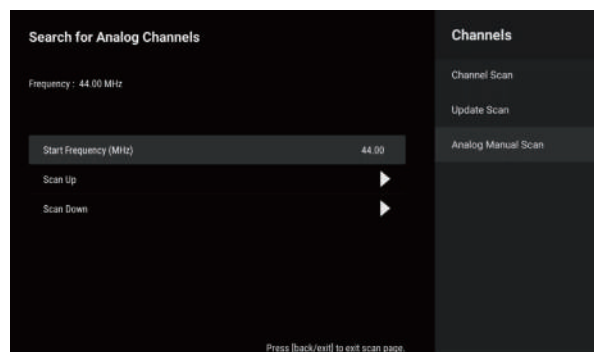 Search for Analog Channels
Frequency : 44.00 MHz
Start Frequency (MHz) 44.00
Scan Up
Scan Down
Press [back/exit] to exit scan page.
Channels
Channel Scan
Update Scan
Analog Manual Scan